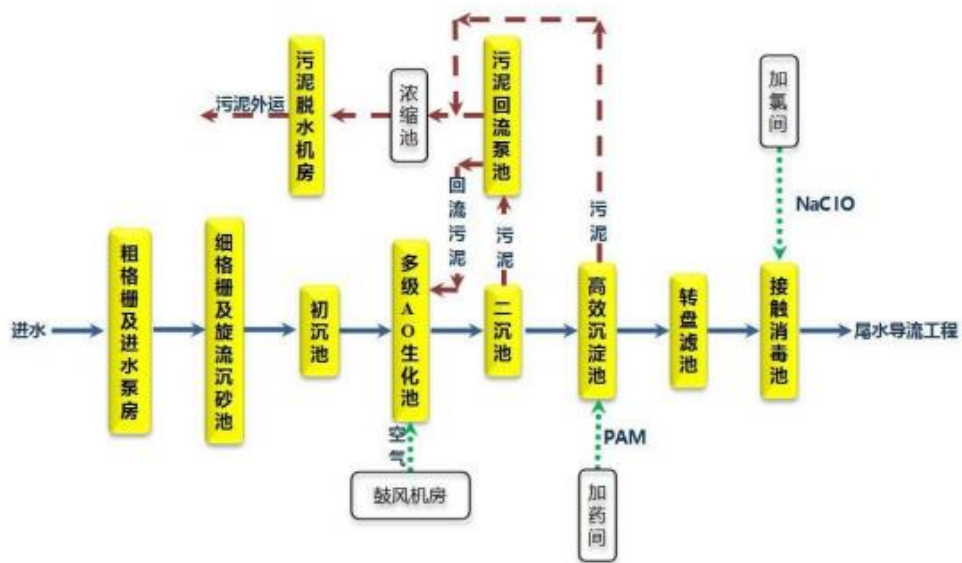 污泥脱水机房
浓缩池
污泥回流泵池
加氯间
污泥外运
NaClO
回流污泥
污泥
污泥
进水
粗格栅及进水泵房
细格栅及旋流沉砂池
初沉池
多级AO生化池
二沉池
高效沉淀池
转盘滤池
接触消毒池
尾水导流工程
空气
PAM
鼓风机房
加药间